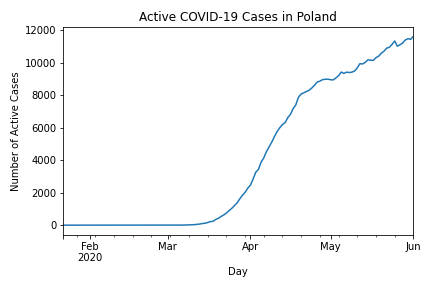 Active COVID-19 Cases in Poland
Number of Active Cases
12000
10000
8000
6000
4000
2000
0
Feb Mar Apr May Jun
2020
Day